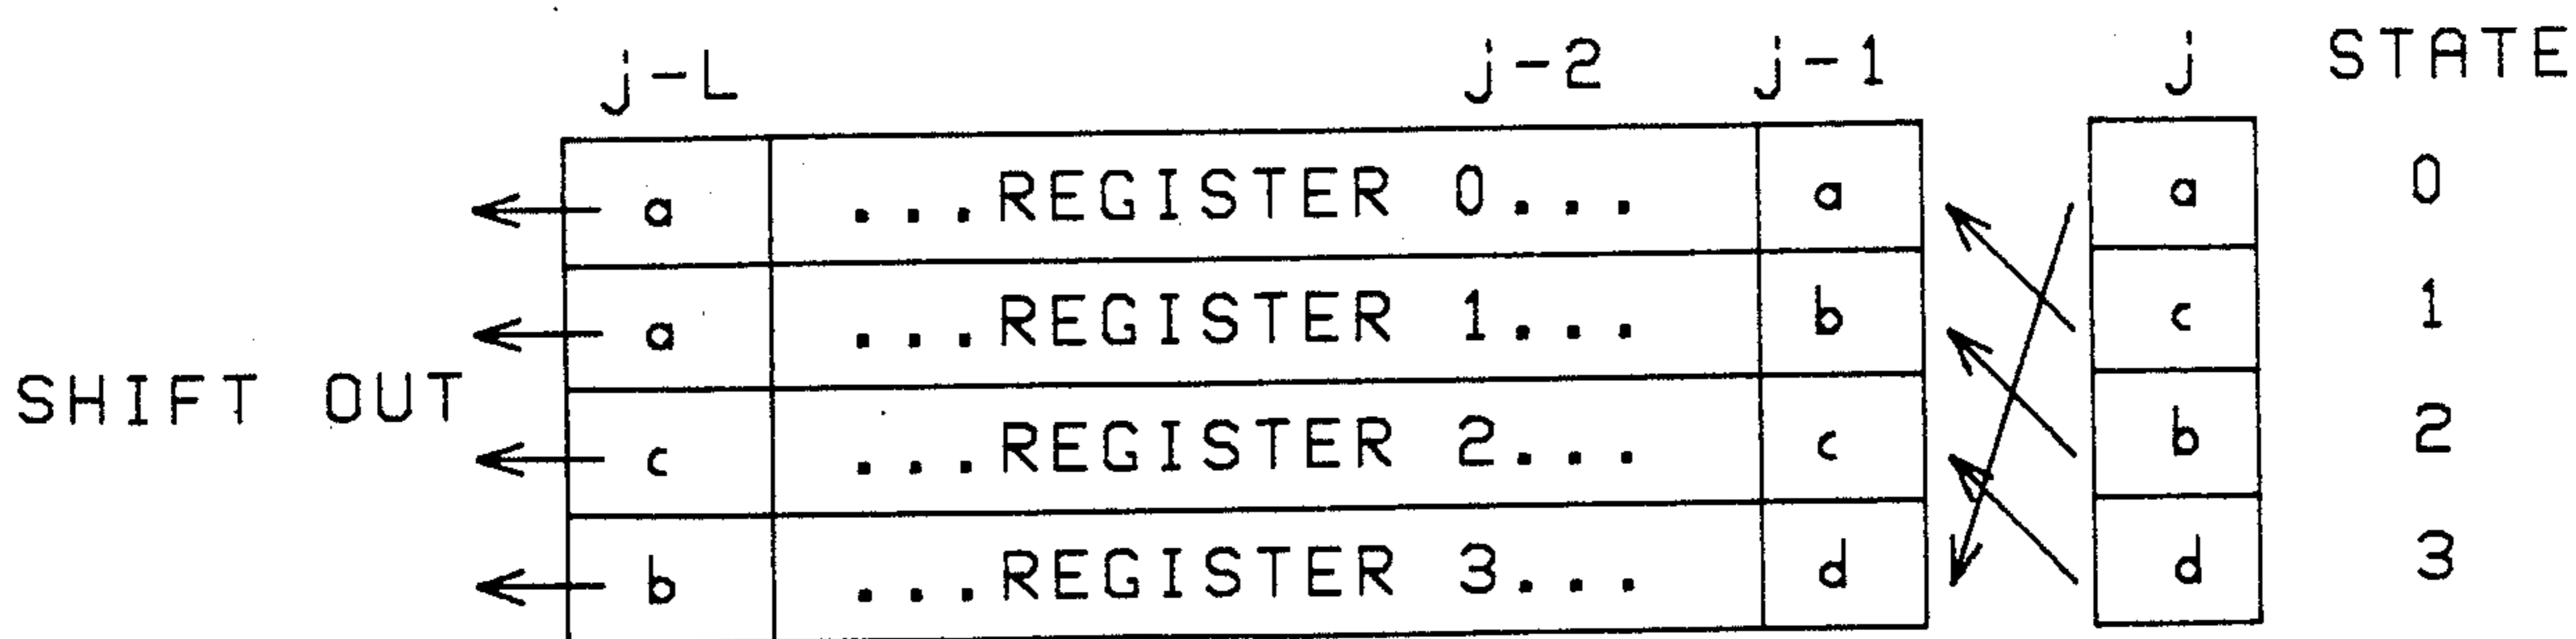 j-L j-2 j-1 j STATE
a ...REGISTER 0... a a 0
a ...REGISTER 1... b c 1
SHIFT OUT
c ...REGISTER 2... c b 2
b ...REGISTER 3... d d 3